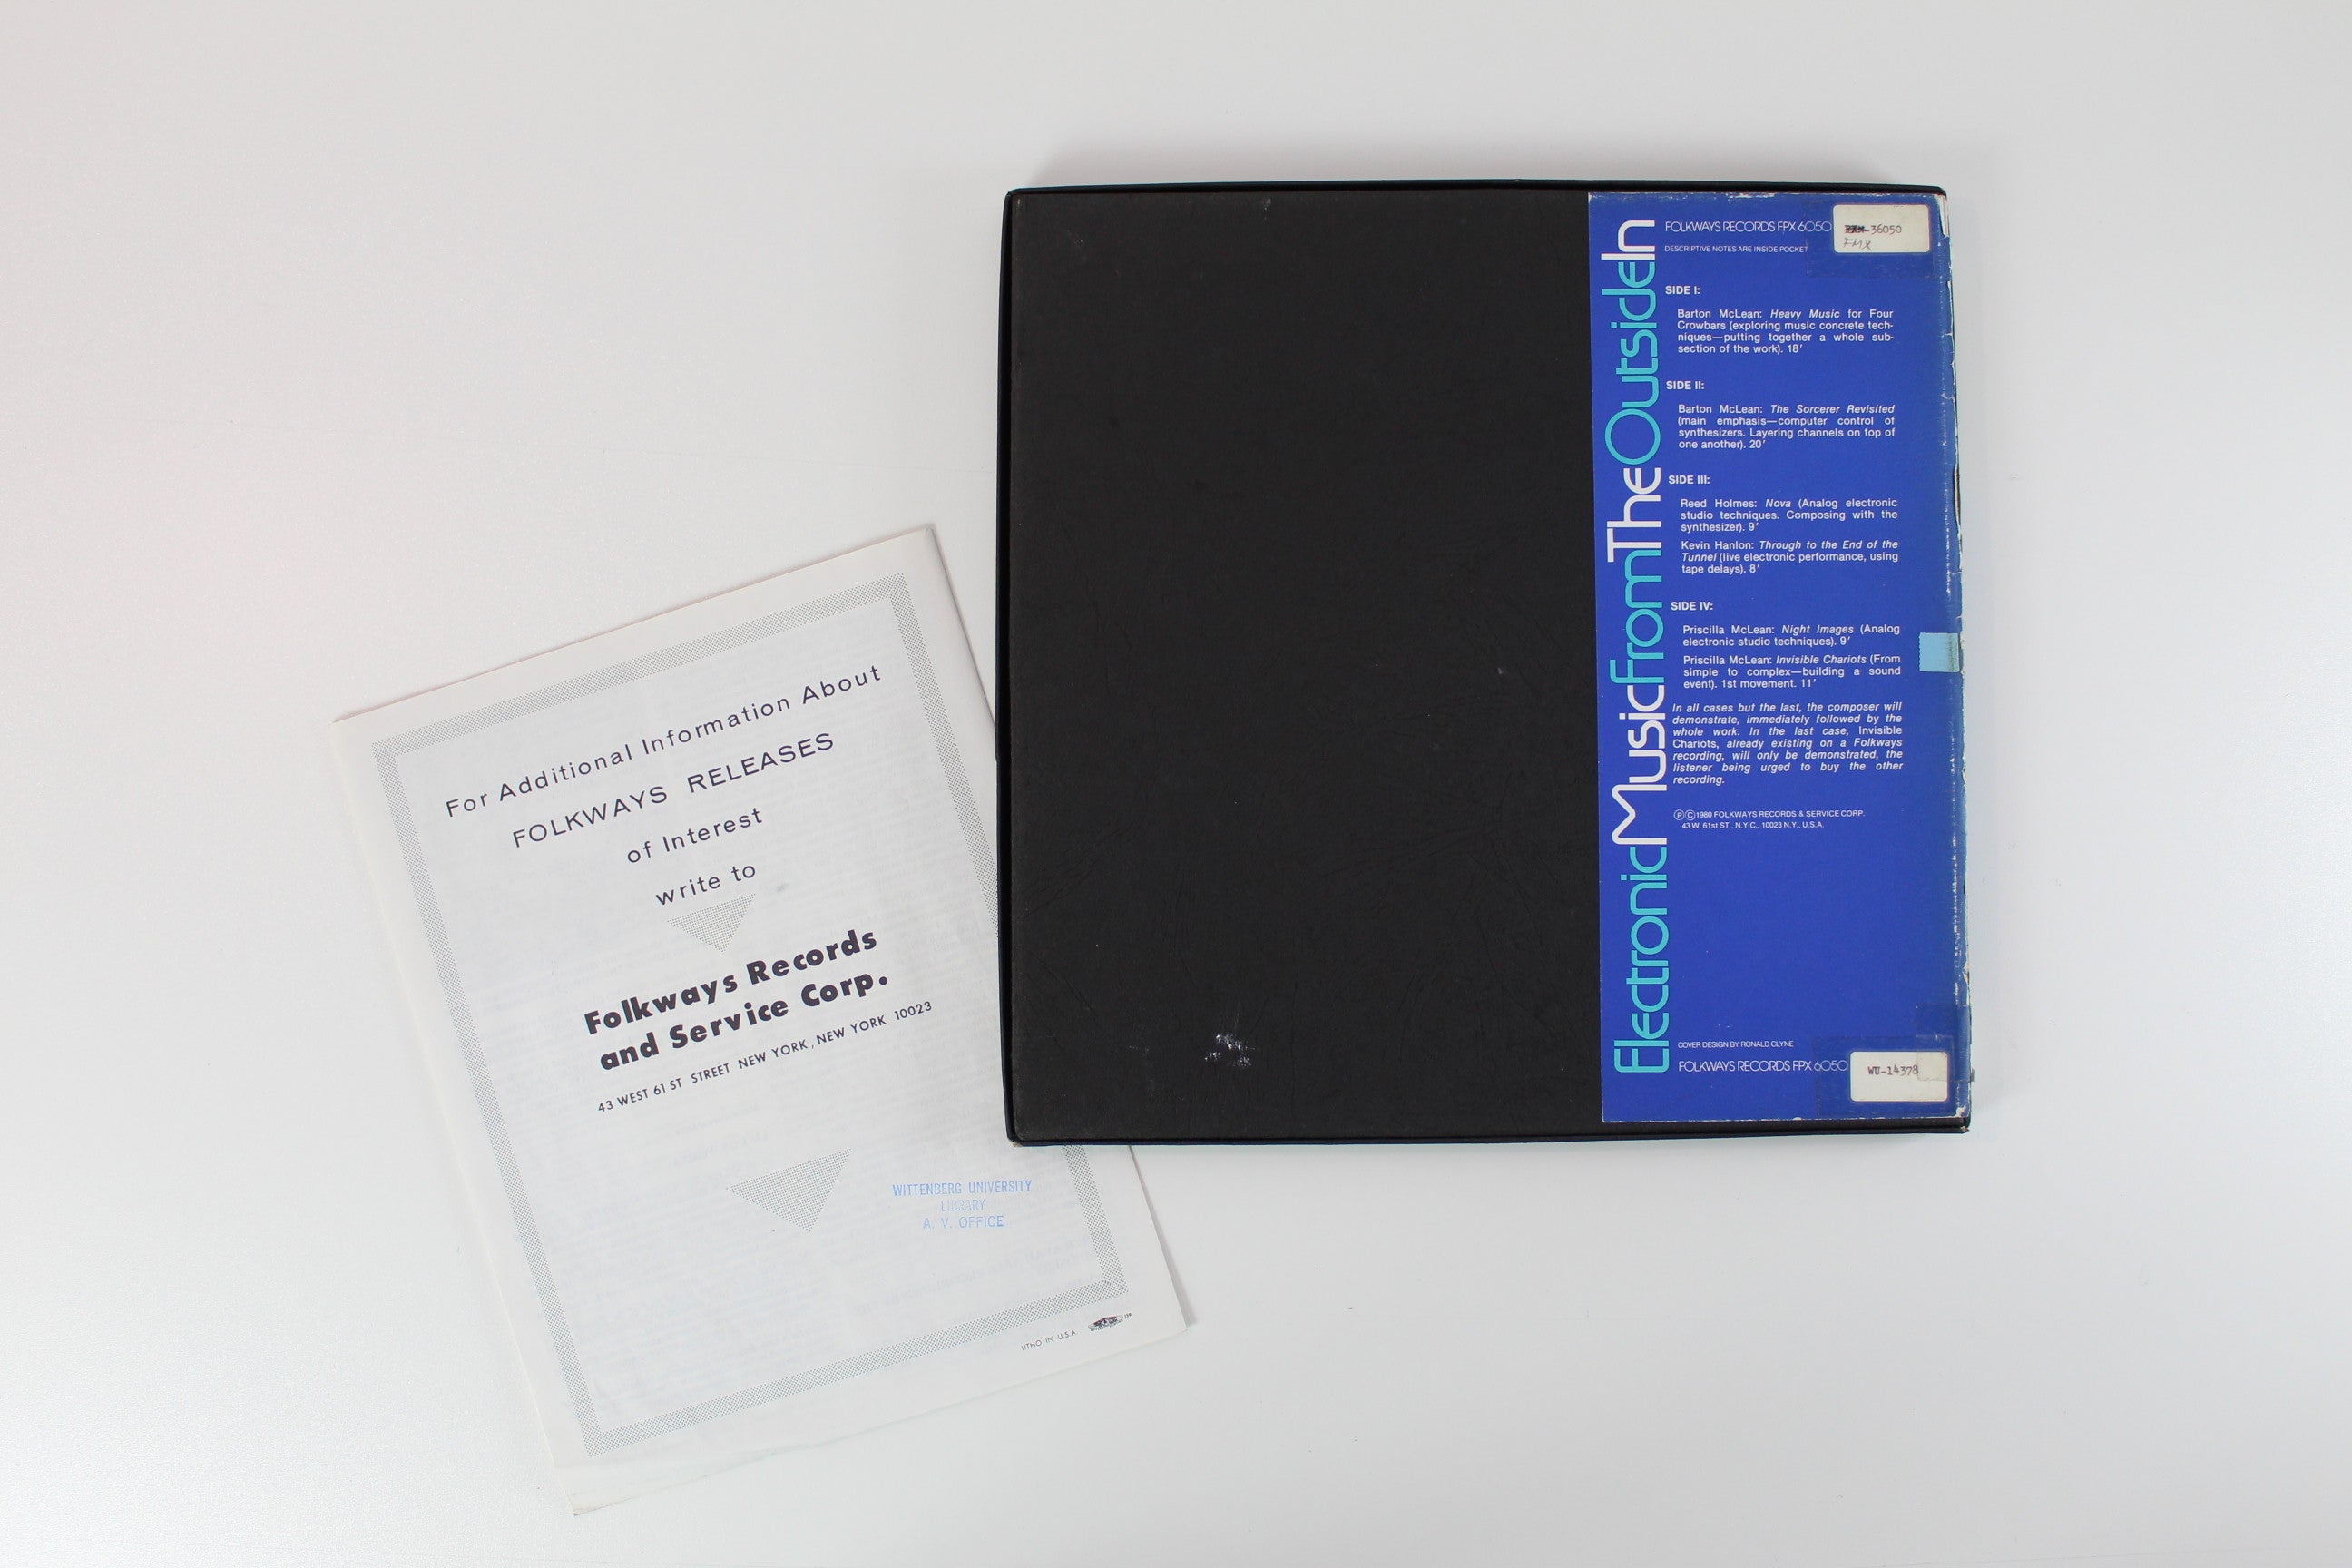 For Additional Information About
FOLKWAYS RELEASES
of Interest
write to
Folkways Records
and Service Corp.
43 WEST 61 ST STREET NEW YORK, NEW YORK 10023
WITTENBERG UNIVERSITY
LIBRARY
A. V. OFFICE
LITHO IN U.S.A.
ElectronicMusicFromTheOutsideIn
FOLKWAYS RECORDS FPX 6050
36050
FMX
DESCRIPTIVE NOTES ARE INSIDE POCKET
SIDE I:
Barton McLean: Heavy Music for Four
Crowbars (exploring music concrete tech-
niques—putting together a whole sub-
section of the work). 18'
SIDE II:
Barton McLean: The Sorcerer Revisited
(main emphasis—computer control of
synthesizers. Layering channels on top of
one another). 20'
SIDE III:
Reed Holmes: Nova (Analog electronic
studio techniques. Composing with the
synthesizer). 9'
Kevin Hanlon: Through to the End of the
Tunnel (live electronic performance, using
tape delays). 8'
SIDE IV:
Priscilla McLean: Night Images (Analog
electronic studio techniques). 9'
Priscilla McLean: Invisible Chariots (From
simple to complex—building a sound
event). 1st movement. 11'
In all cases but the last, the composer will
demonstrate, immediately followed by the
whole work. In the last case, Invisible
Chariots, already existing on a Folkways
recording, will only be demonstrated, the
listener being urged to buy the other
recording.
Ⓟ©1980 FOLKWAYS RECORDS & SERVICE CORP.
43 W. 61st ST., N.Y.C., 10023 N.Y., U.S.A.
COVER DESIGN BY RONALD CLYNE
FOLKWAYS RECORDS FPX 6050
WU-14378